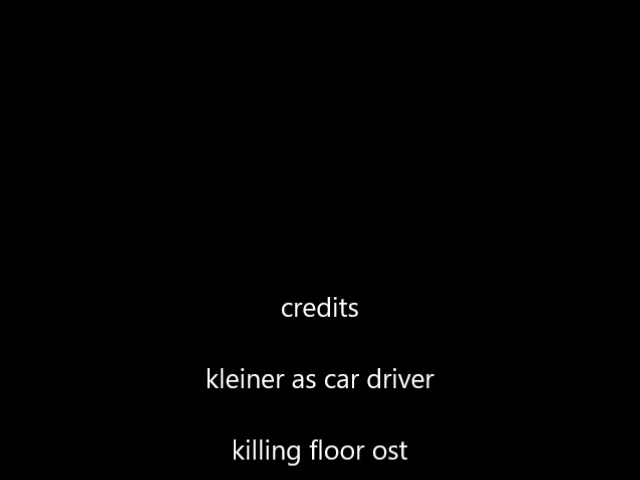 credits
kleiner as car driver
killing floor ost